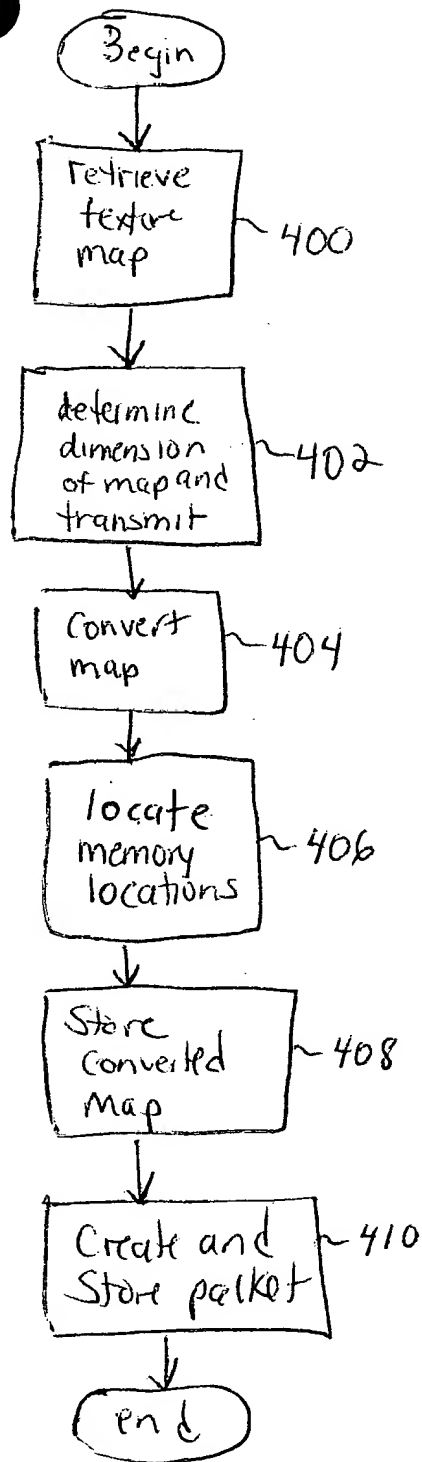 Begin
retrieve
texture
map
400
determine
dimension
of map and
transmit
402
Convert
map
404
locate
memory
locations
406
Store
Converted
Map
408
Create and
Store packet
410
end